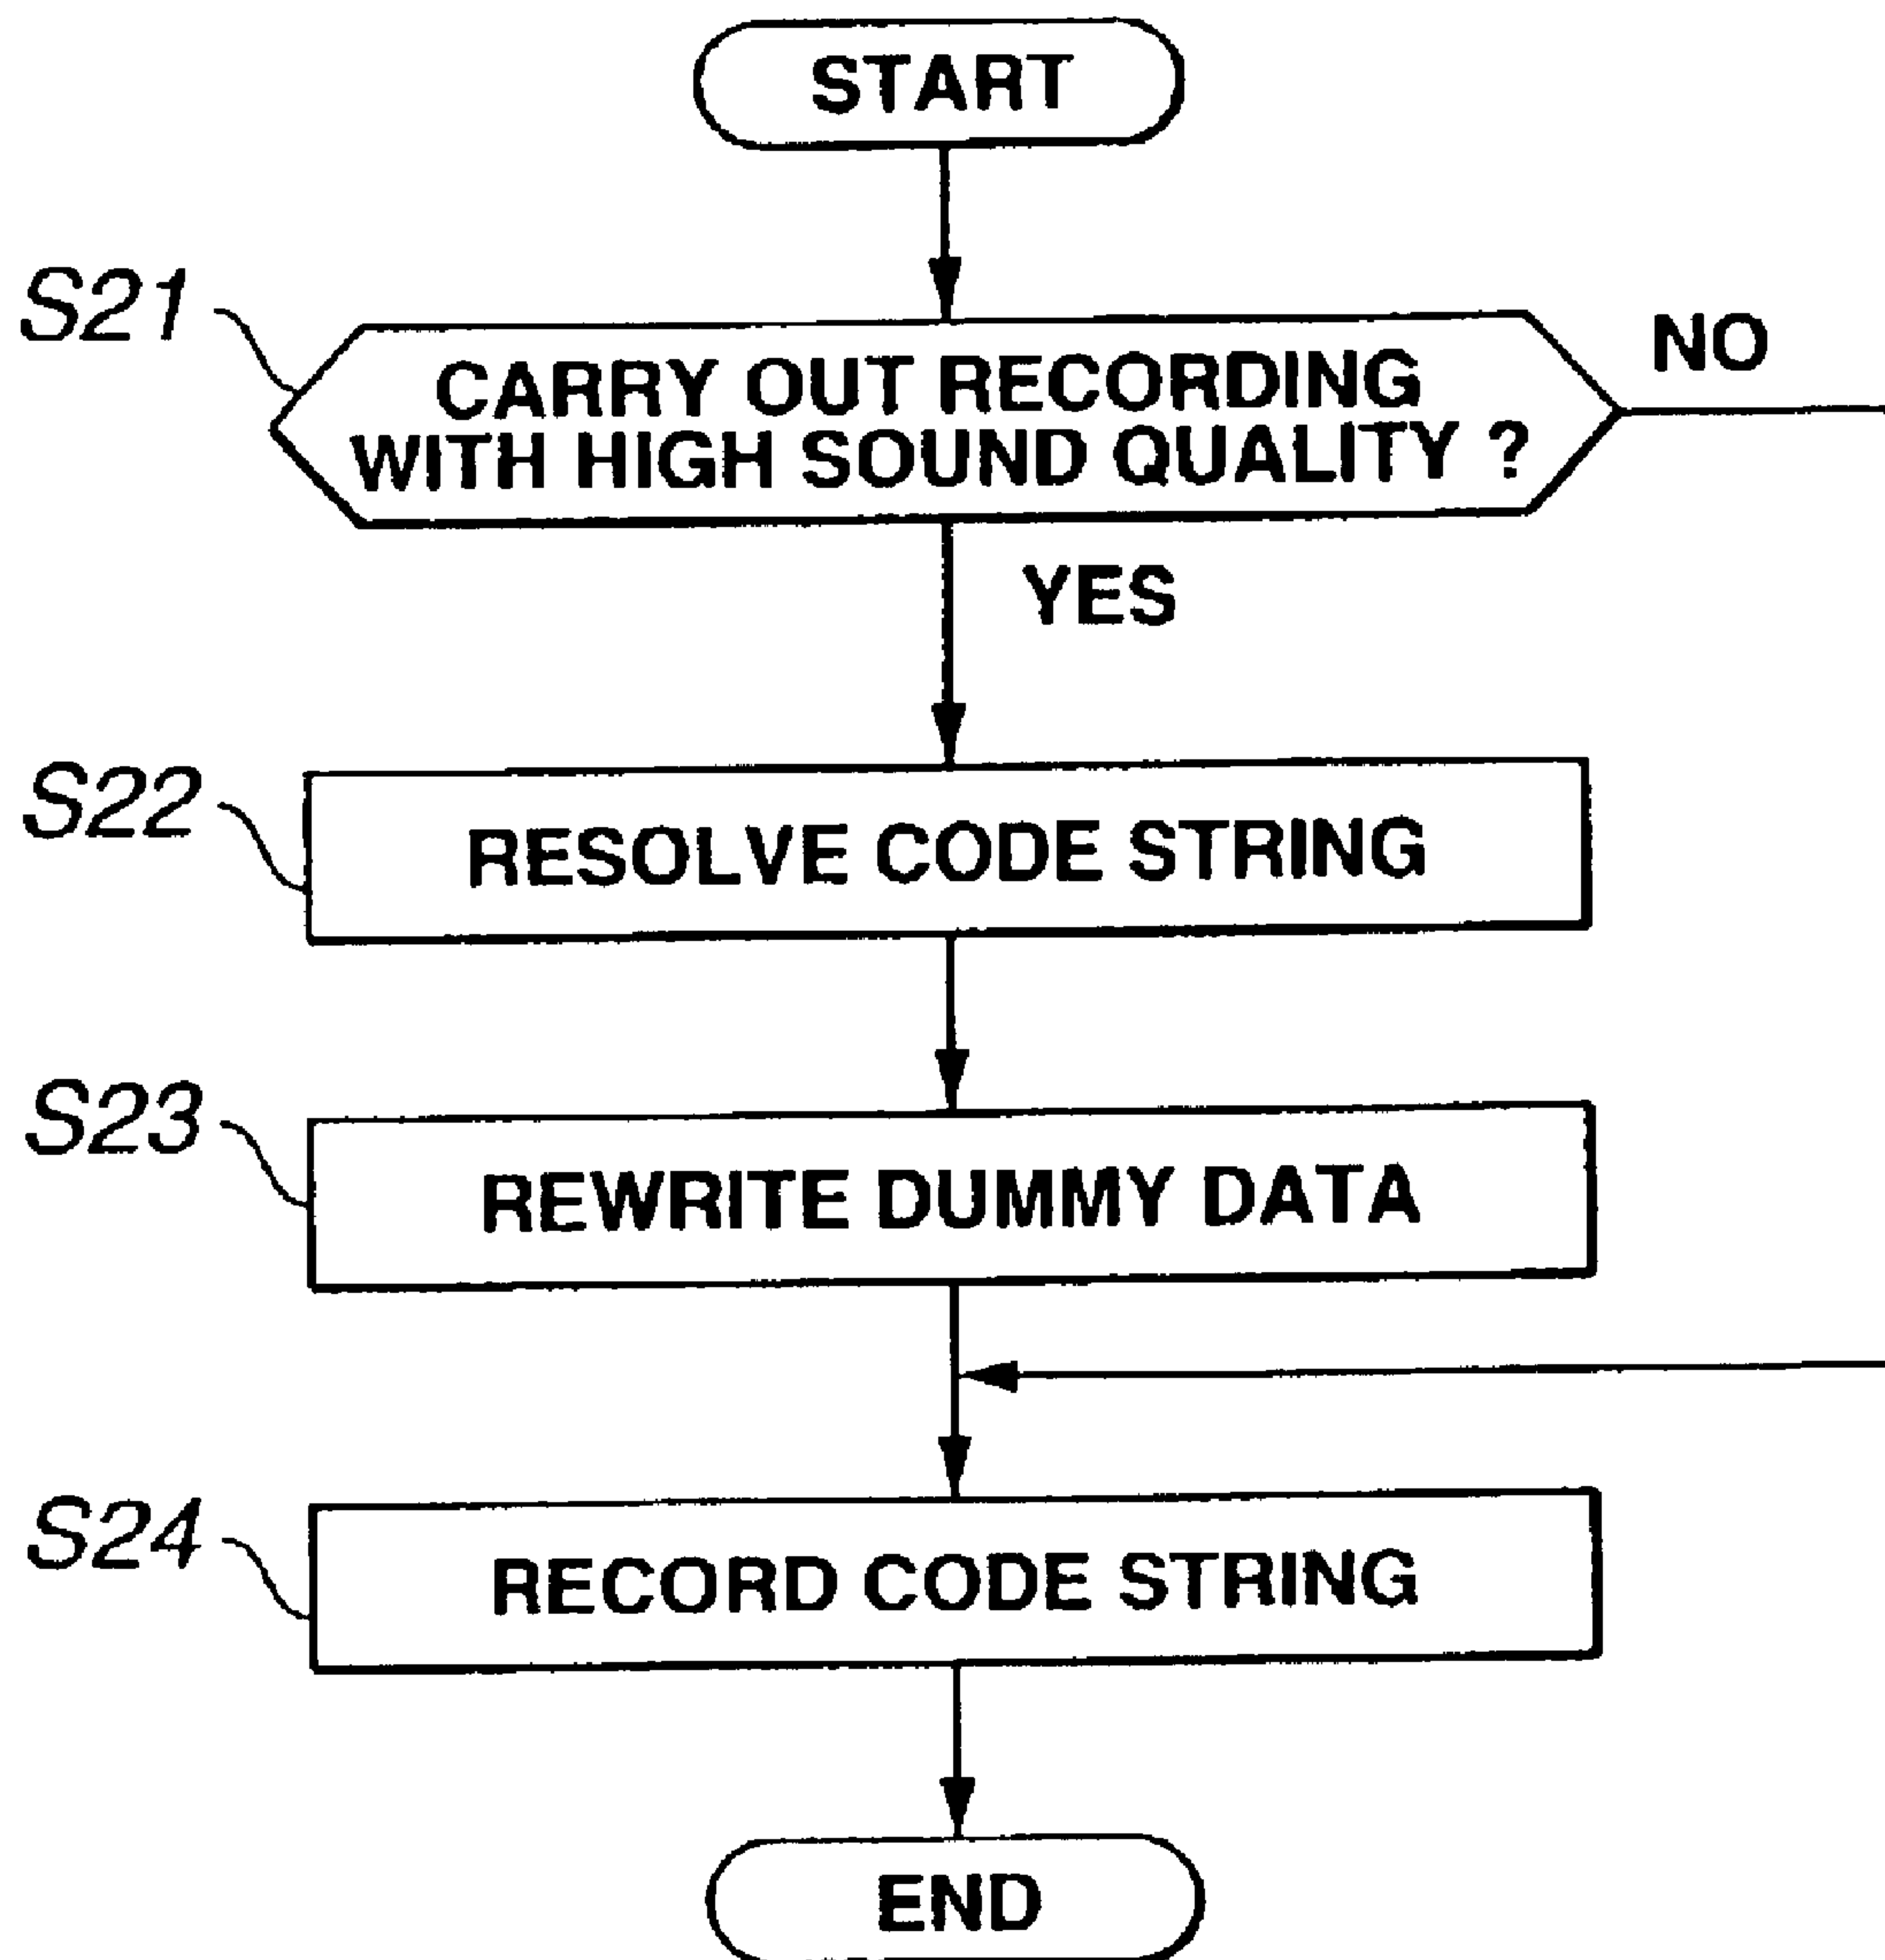 START
S21
CARRY OUT RECORDING
WITH HIGH SOUND QUALITY ?
NO
YES
S22
RESOLVE CODE STRING
S23
REWRITE DUMMY DATA
S24
RECORD CODE STRING
END